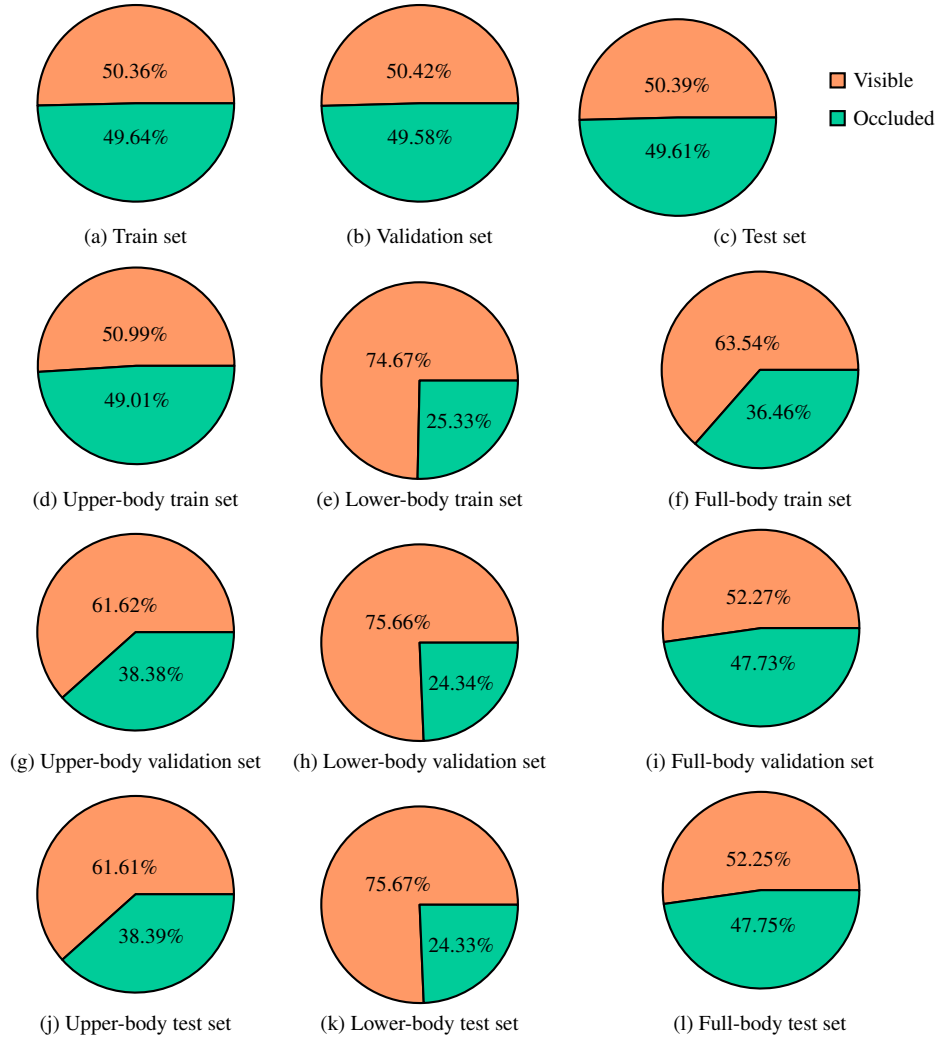 50.36%
49.64%
(a) Train set
50.42%
49.58%
(b) Validation set
50.39%
49.61%
(c) Test set
Visible
Occluded
50.99%
49.01%
(d) Upper-body train set
74.67%
25.33%
(e) Lower-body train set
63.54%
36.46%
(f) Full-body train set
61.62%
38.38%
(g) Upper-body validation set
75.66%
24.34%
(h) Lower-body validation set
52.27%
47.73%
(i) Full-body validation set
61.61%
38.39%
(j) Upper-body test set
75.67%
24.33%
(k) Lower-body test set
52.25%
47.75%
(l) Full-body test set